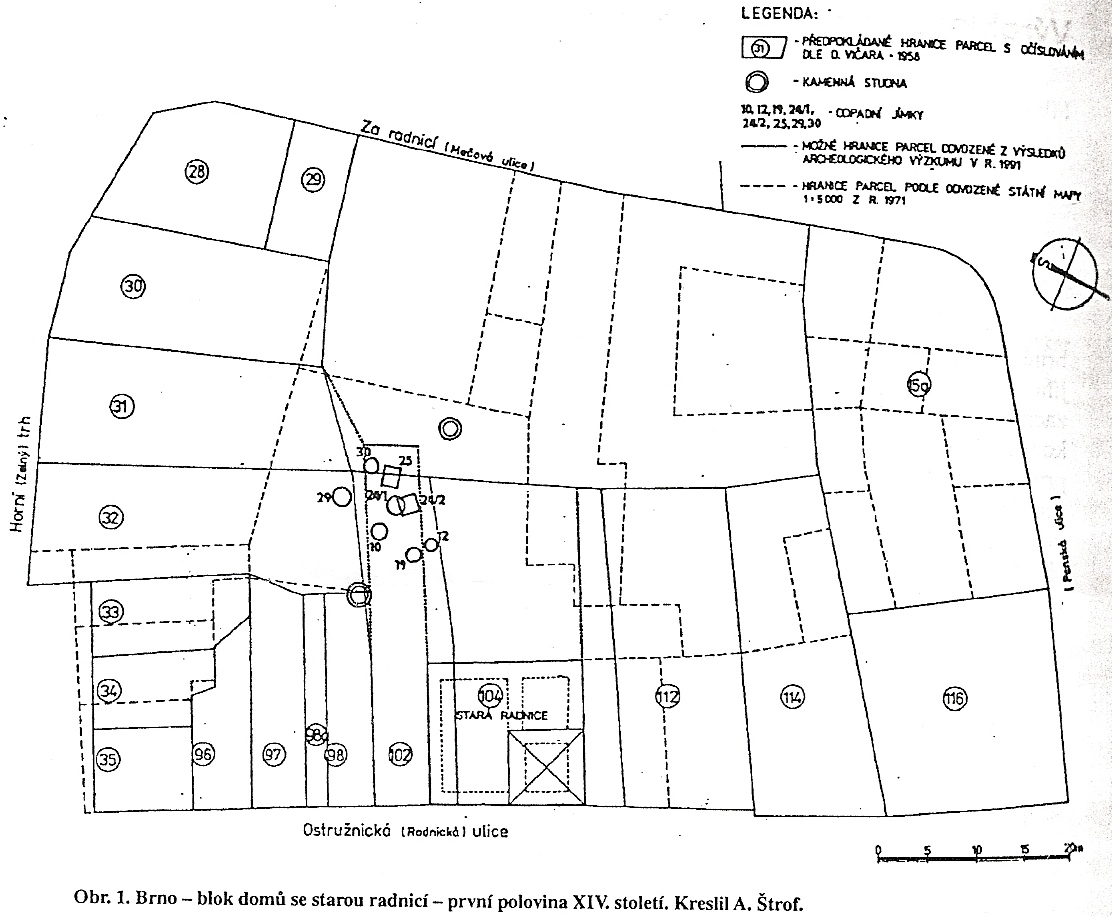 LEGENDA:
31 - PŘEDPOKLÁDANÉ HRANICE PARCEL S OČÍSLOVÁNÍM
DLE O. VIČARA - 1958
- KAMENNÁ STUDNA
10, 12, 19, 24/1, - ODPADNÍ JÍMKY
24/2, 25, 29, 30
- MOŽNÉ HRANICE PARCEL ODVOZENÉ Z VÝSLEDKŮ
ARCHEOLOGICKÉHO VÝZKUMU V R. 1991
- HRANICE PARCEL PODLE ODVOZENÉ STÁTNÍ MAPY
1:5000 Z R. 1971
Za radnicí (Mečová ulice)
28
29
S
30
15a
31
Horní (Zelný) trh
30
25
29
24/1
24/2
32
10
12
19
(Panská ulice)
33
34
104
112
114
116
STARÁ RADNICE
35
96
97
98a
98
102
Ostružnická (Radnická) ulice
0 5 10 15 20m
Obr. 1. Brno – blok domů se starou radnicí – první polovina XIV. století. Kreslil A. Štrof.